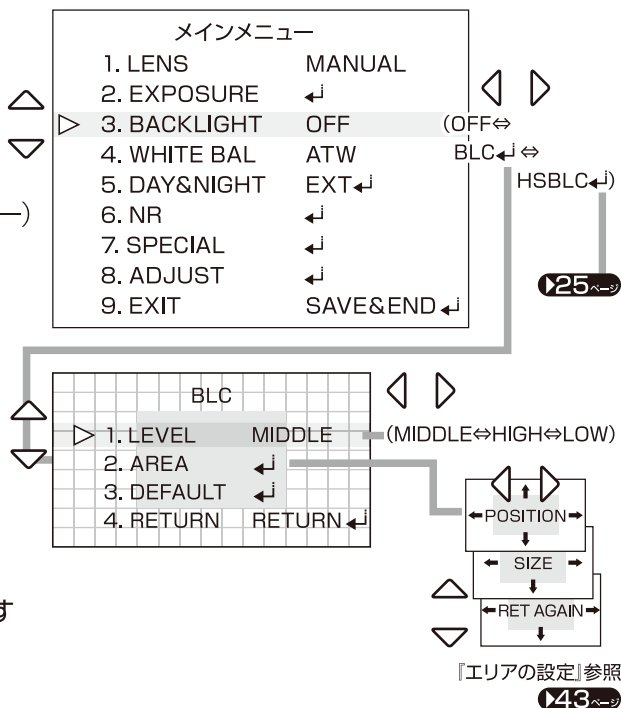 メインメニュー
1. LENS MANUAL
2. EXPOSURE ↲
▷ 3. BACKLIGHT OFF (OFF⇔
4. WHITE BAL ATW BLC↲⇔
5. DAY&NIGHT EXT↲ HSBLC↲)
ー)
6. NR ↲
7. SPECIAL ↲
8. ADJUST ↲
▶25ページ
9. EXIT SAVE&END↲
BLC
▷ 1. LEVEL MIDDLE (MIDDLE⇔HIGH⇔LOW)
2. AREA ↲
3. DEFAULT ↲
4. RETURN RETURN↲
POSITION
SIZE
RET AGAIN
す
『エリアの設定』参照
▶43ページ